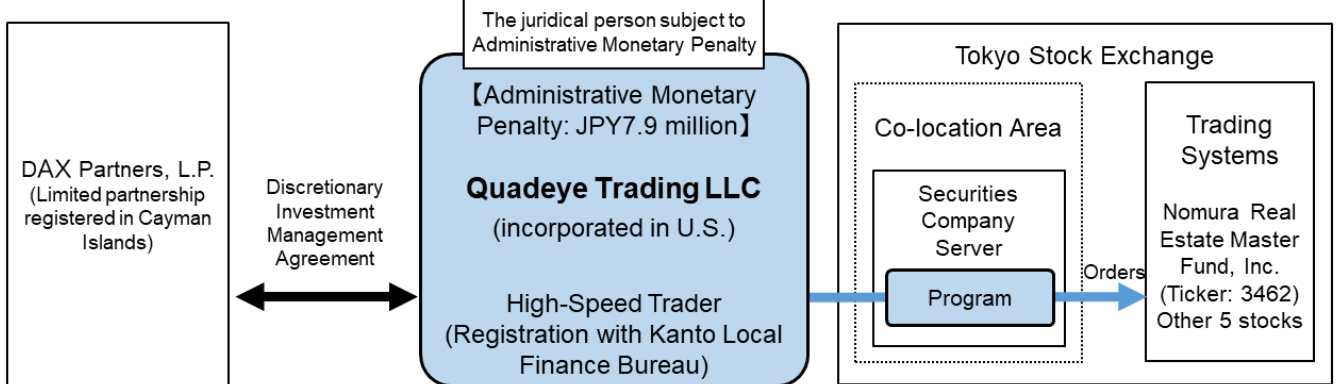 DAX Partners, L.P.
(Limited partnership
registered in Cayman
Islands)
Discretionary
Investment
Management
Agreement
The juridical person subject to
Administrative Monetary Penalty
【Administrative Monetary
Penalty: JPY7.9 million】
Quadeye Trading LLC
(incorporated in U.S.)
High-Speed Trader
(Registration with Kanto Local
Finance Bureau)
Tokyo Stock Exchange
Co-location Area
Securities
Company
Server
Program
Orders
Trading
Systems
Nomura Real
Estate Master
Fund, Inc.
(Ticker: 3462)
Other 5 stocks